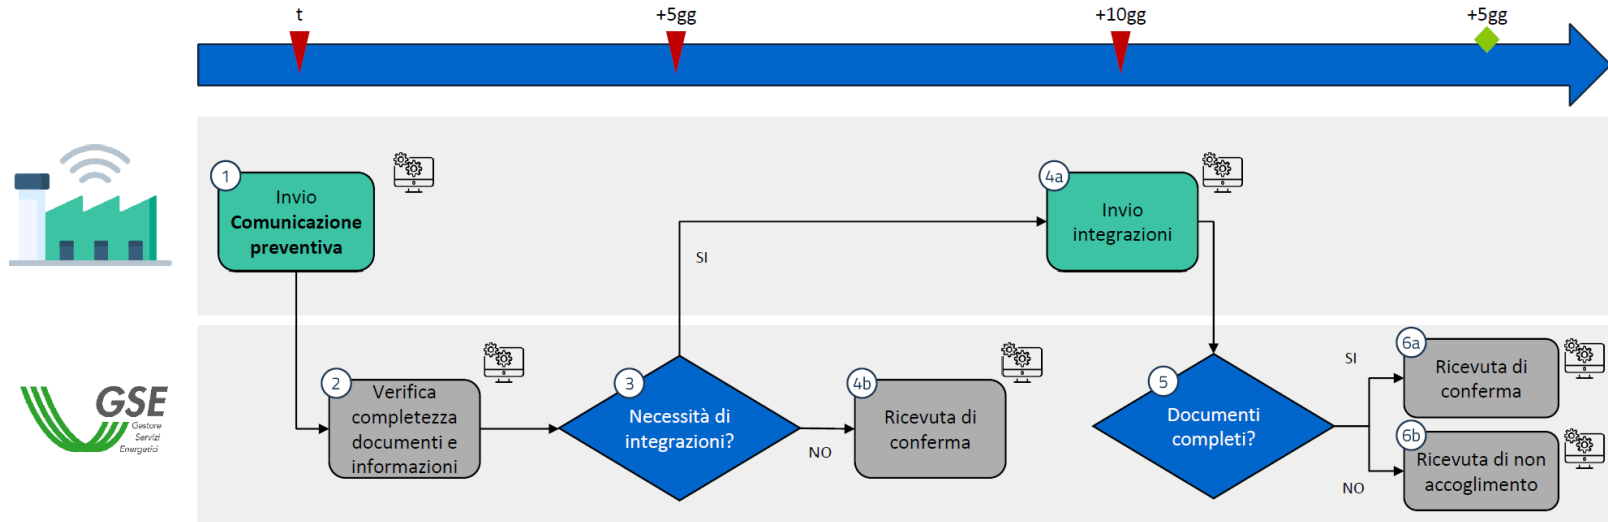 t
+5gg
+10gg
+5gg
1
Invio
Comunicazione
preventiva
4a
Invio
integrazioni
SI
GSE
Gestore
Servizi
Energetici
2
Verifica
completezza
documenti e
informazioni
3
Necessità di
integrazioni?
NO
4b
Ricevuta di
conferma
5
Documenti
completi?
SI
6a
Ricevuta di
conferma
NO
6b
Ricevuta di non
accoglimento